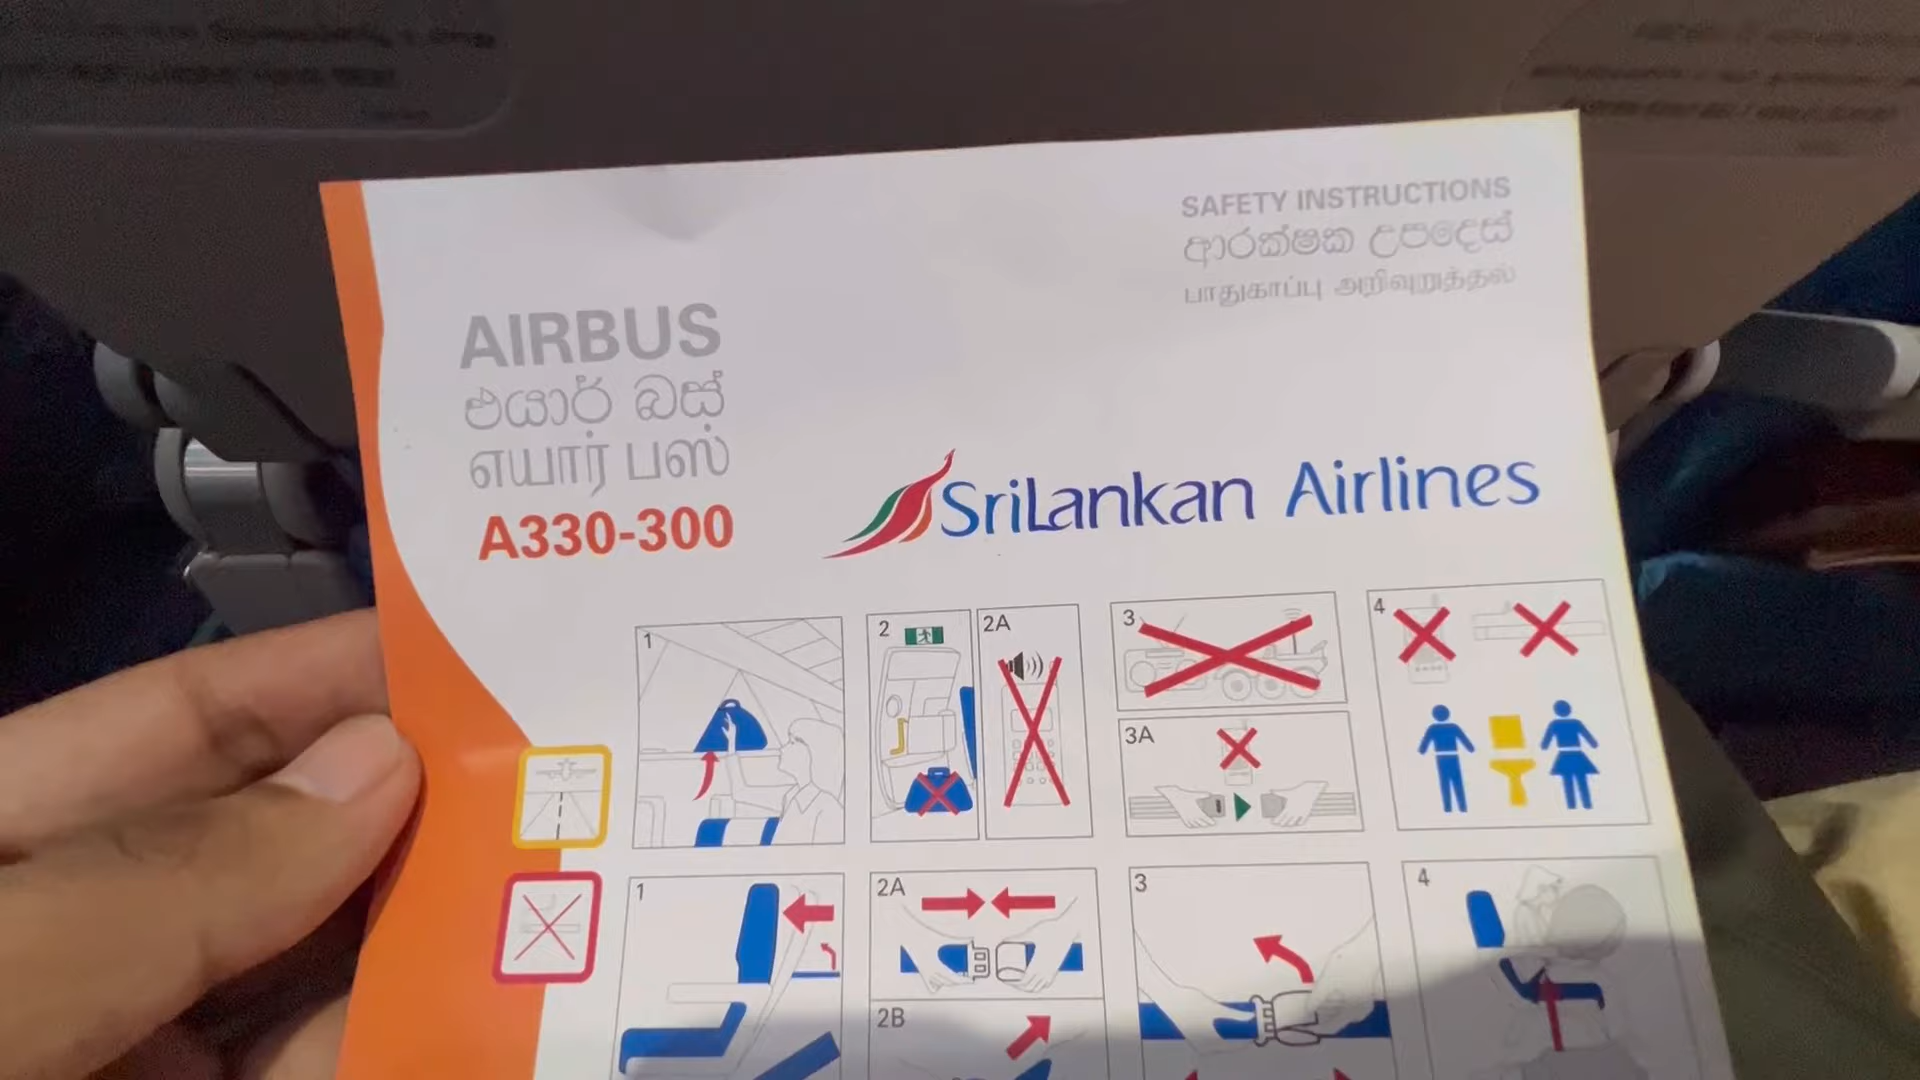 SAFETY INSTRUCTIONS
ආරක්ෂක උපදෙස්
பாதுகாப்பு அறிவுறுத்தல்
AIRBUS
එයාර් බස්
எயார் பஸ்
A330-300
SriLankan Airlines
1
2
2A
3
3A
4
1
2A
2B
3
4